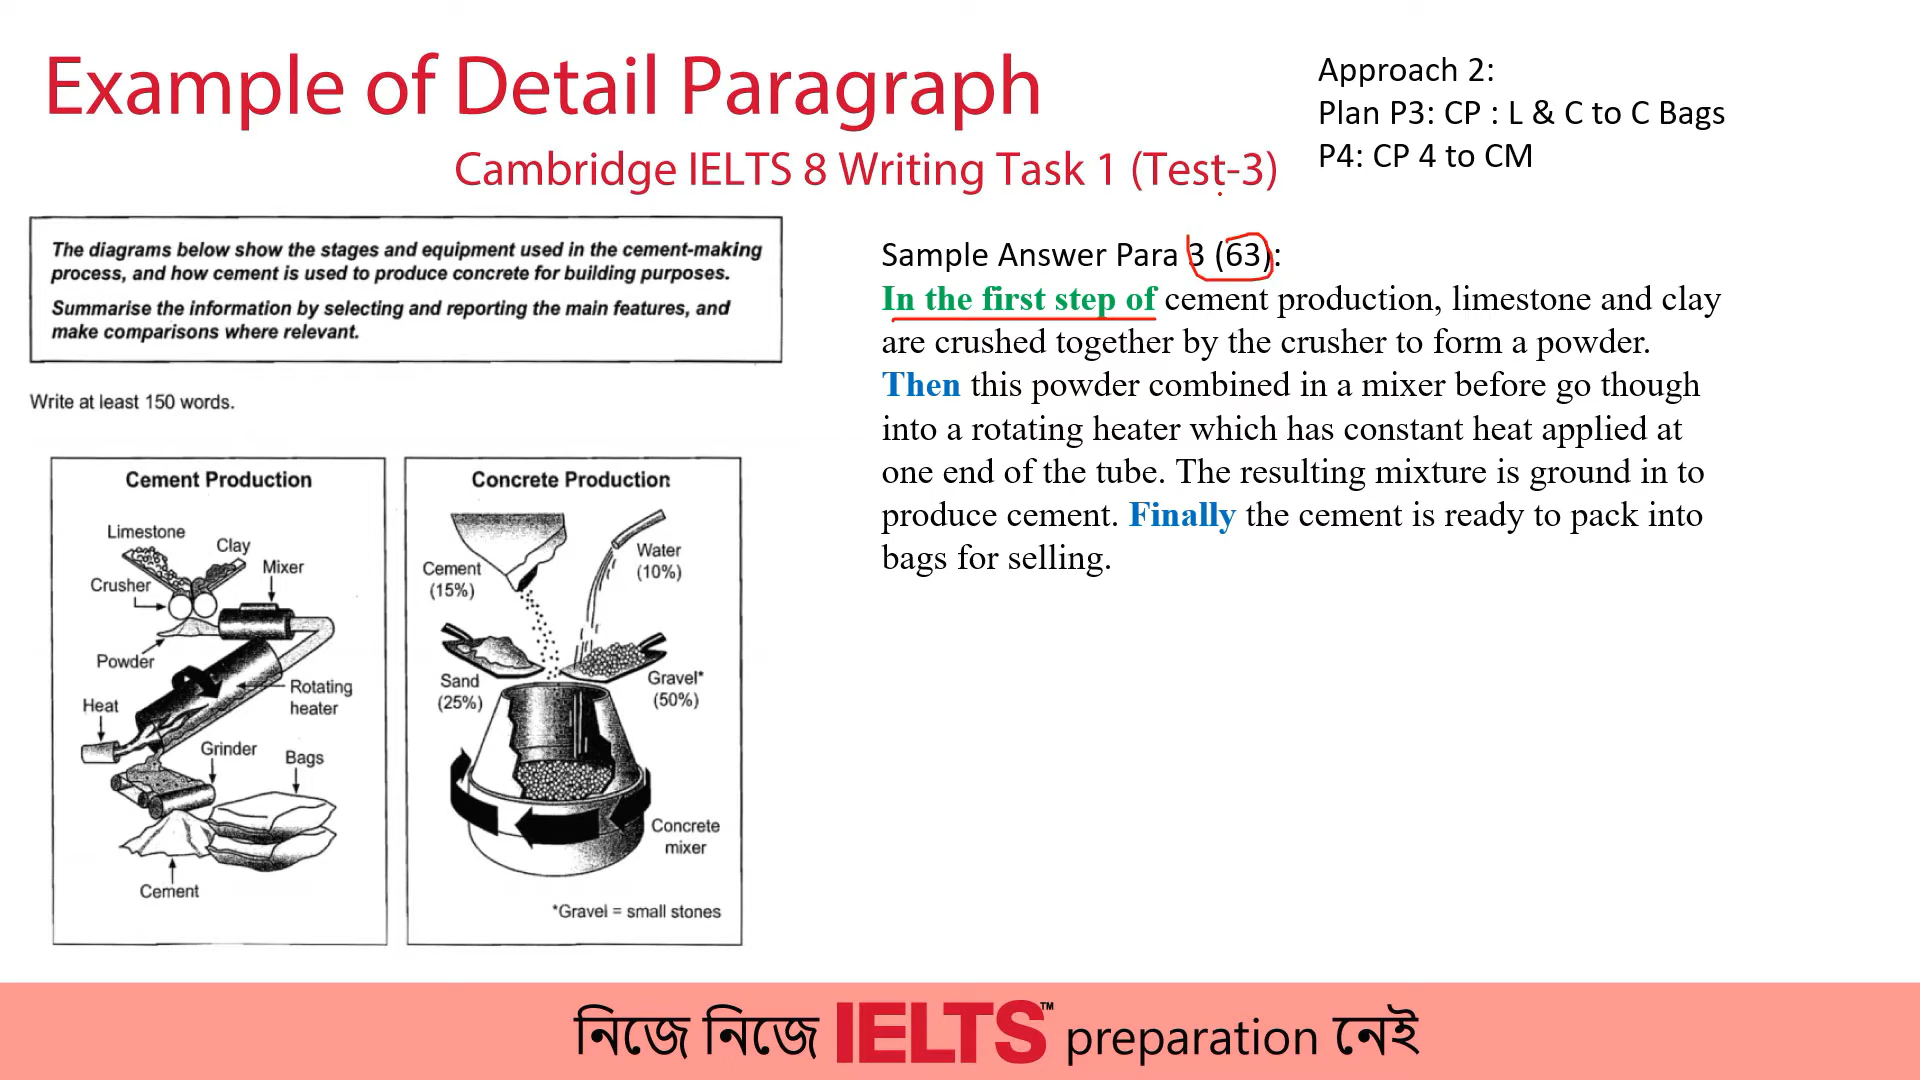 Example of Detail Paragraph
Cambridge IELTS 8 Writing Task 1 (Test-3)
Approach 2:
Plan P3: CP : L & C to C Bags
P4: CP 4 to CM
The diagrams below show the stages and equipment used in the cement-making
process, and how cement is used to produce concrete for building purposes.
Summarise the information by selecting and reporting the main features, and
make comparisons where relevant.
Write at least 150 words.
Cement Production
Limestone
Clay
Crusher
Mixer
Powder
Rotating
heater
Heat
Grinder
Bags
Cement
Concrete Production
Water
(10%)
Cement
(15%)
Sand
(25%)
Gravel*
(50%)
Concrete
mixer
*Gravel = small stones
Sample Answer Para 3 (63):
In the first step of cement production, limestone and clay
are crushed together by the crusher to form a powder.
Then this powder combined in a mixer before go though
into a rotating heater which has constant heat applied at
one end of the tube. The resulting mixture is ground in to
produce cement. Finally the cement is ready to pack into
bags for selling.
নিজে নিজে IELTS™ preparation নেই